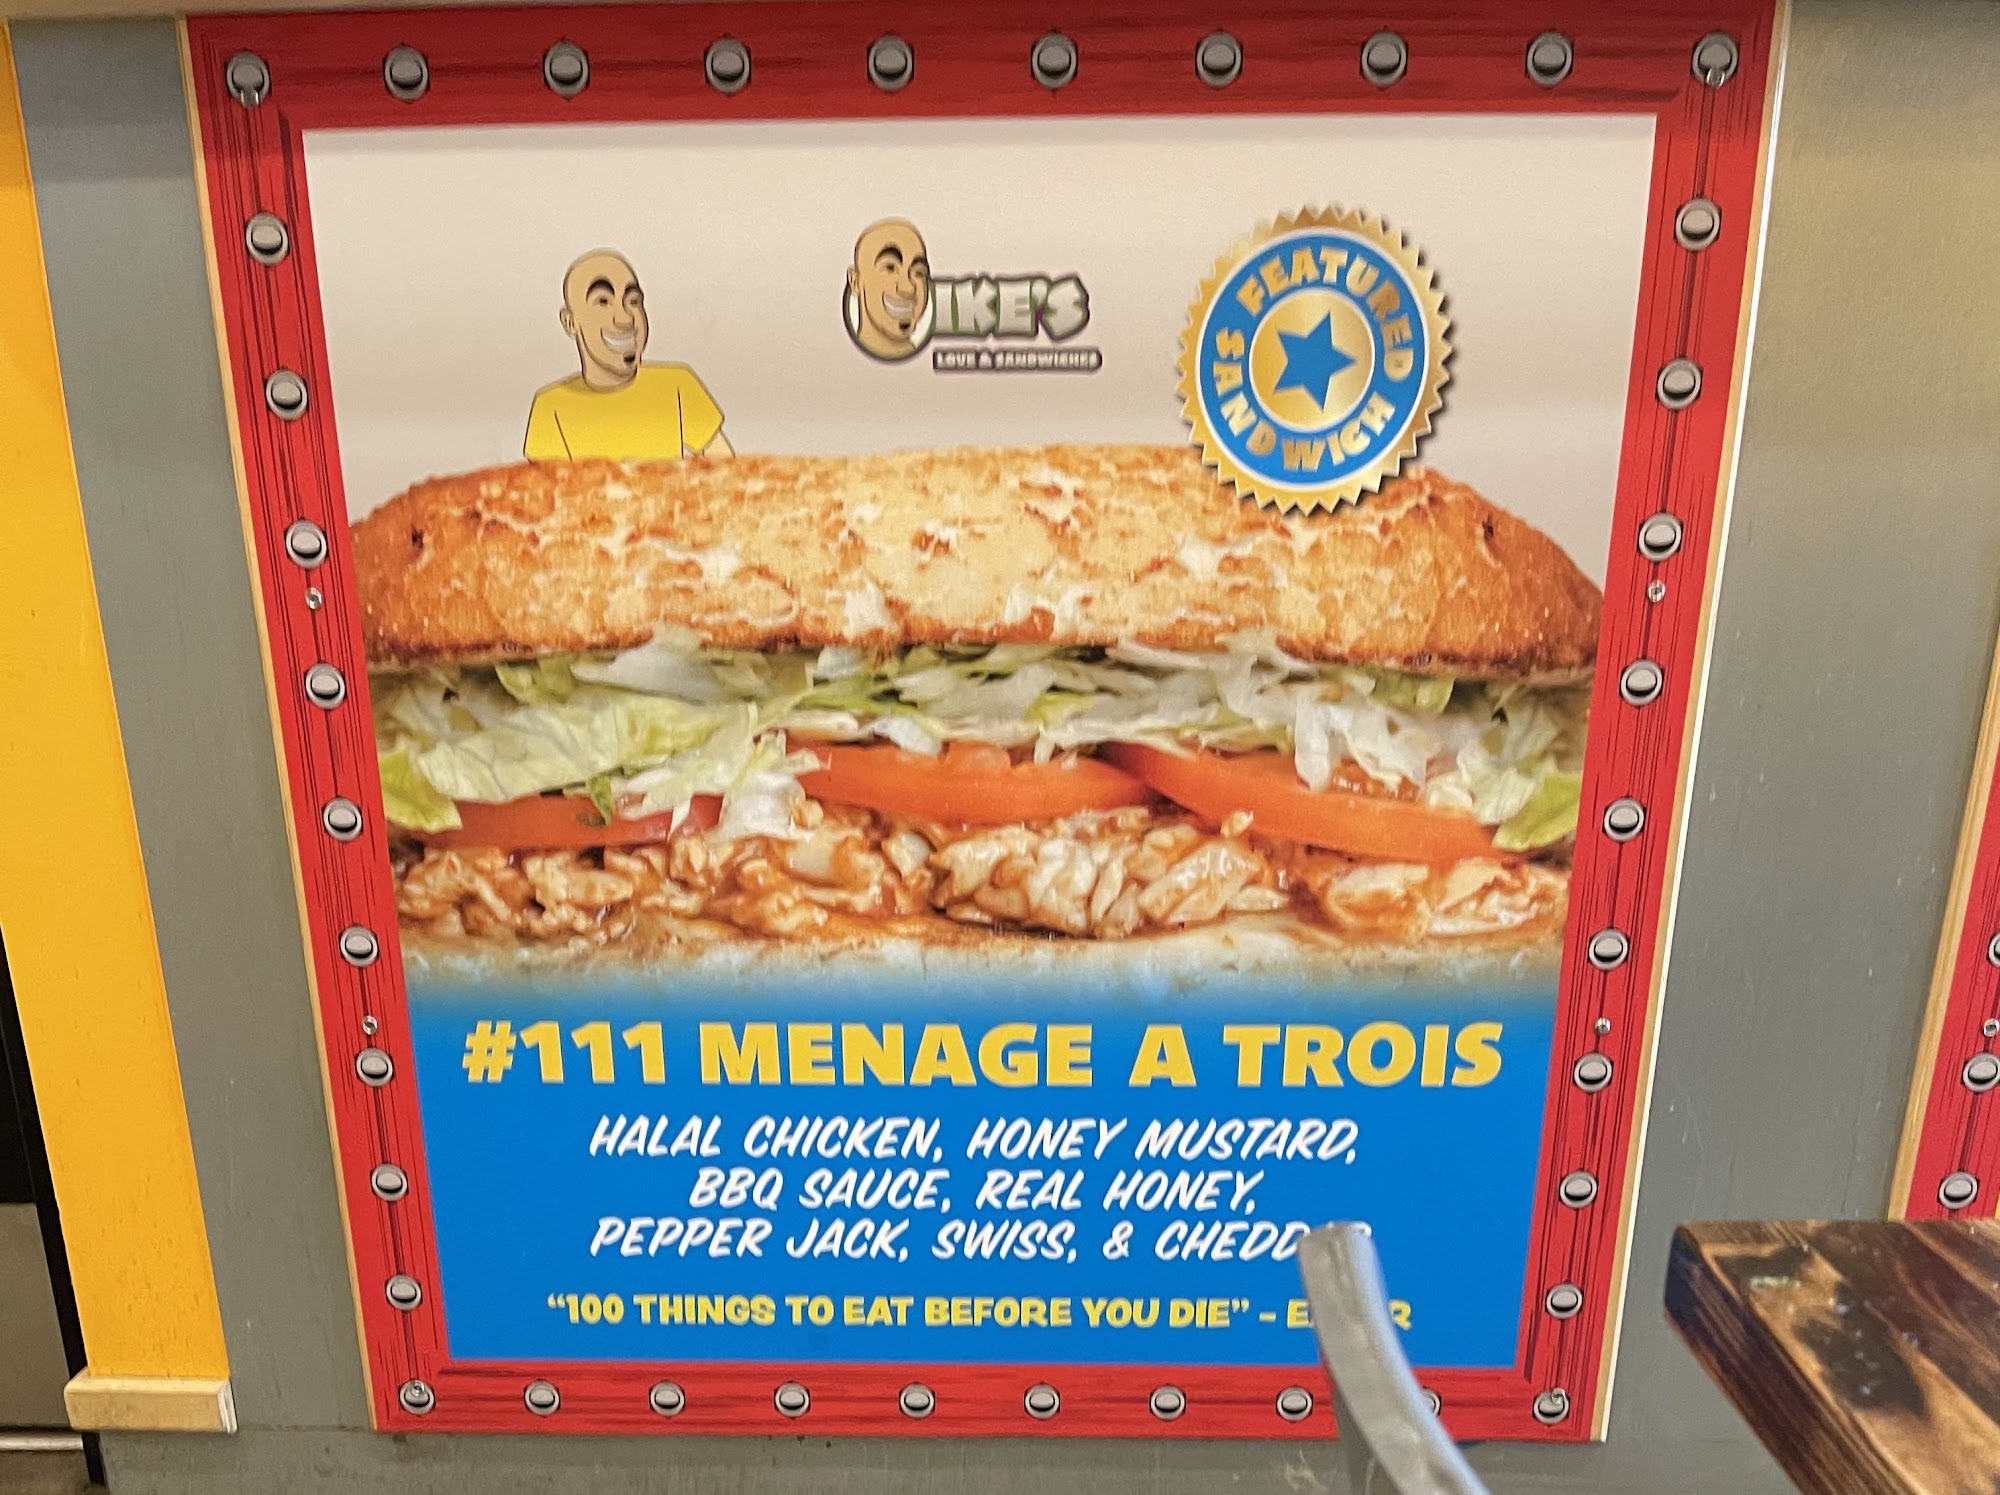 IKE'S
LOVE & SANDWICHES
FEATURED
SANDWICH
#111 MENAGE A TROIS
HALAL CHICKEN, HONEY MUSTARD,
BBQ SAUCE, REAL HONEY,
PEPPER JACK, SWISS, & CHEDDAR
"100 THINGS TO EAT BEFORE YOU DIE" -